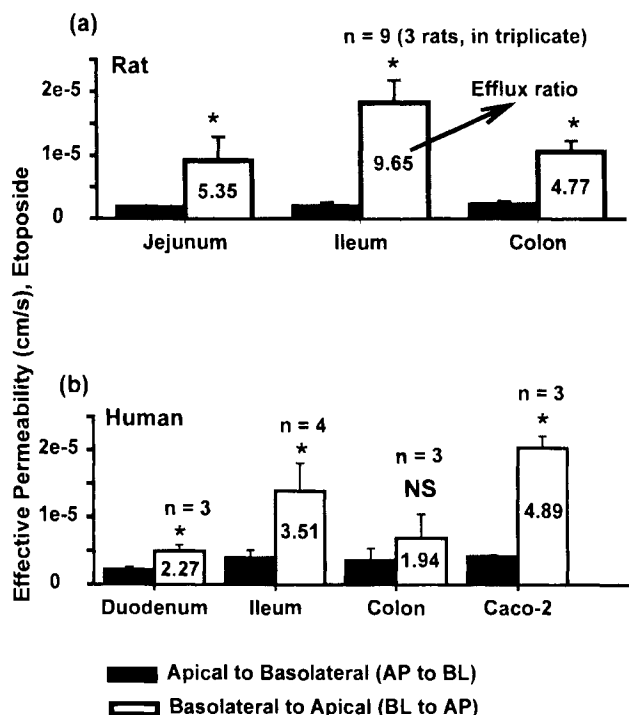 (a)
Rat
n = 9 (3 rats, in triplicate)
Efflux ratio
2e-5
1e-5
0
*
5.35
*
9.65
*
4.77
Jejunum Ileum Colon
Effective Permeability (cm/s), Etoposide
(b)
Human
2e-5
1e-5
0
n = 3
*
2.27
n = 4
*
3.51
n = 3
NS
1.94
n = 3
*
4.89
Duodenum Ileum Colon Caco-2
Apical to Basolateral (AP to BL)
Basolateral to Apical (BL to AP)